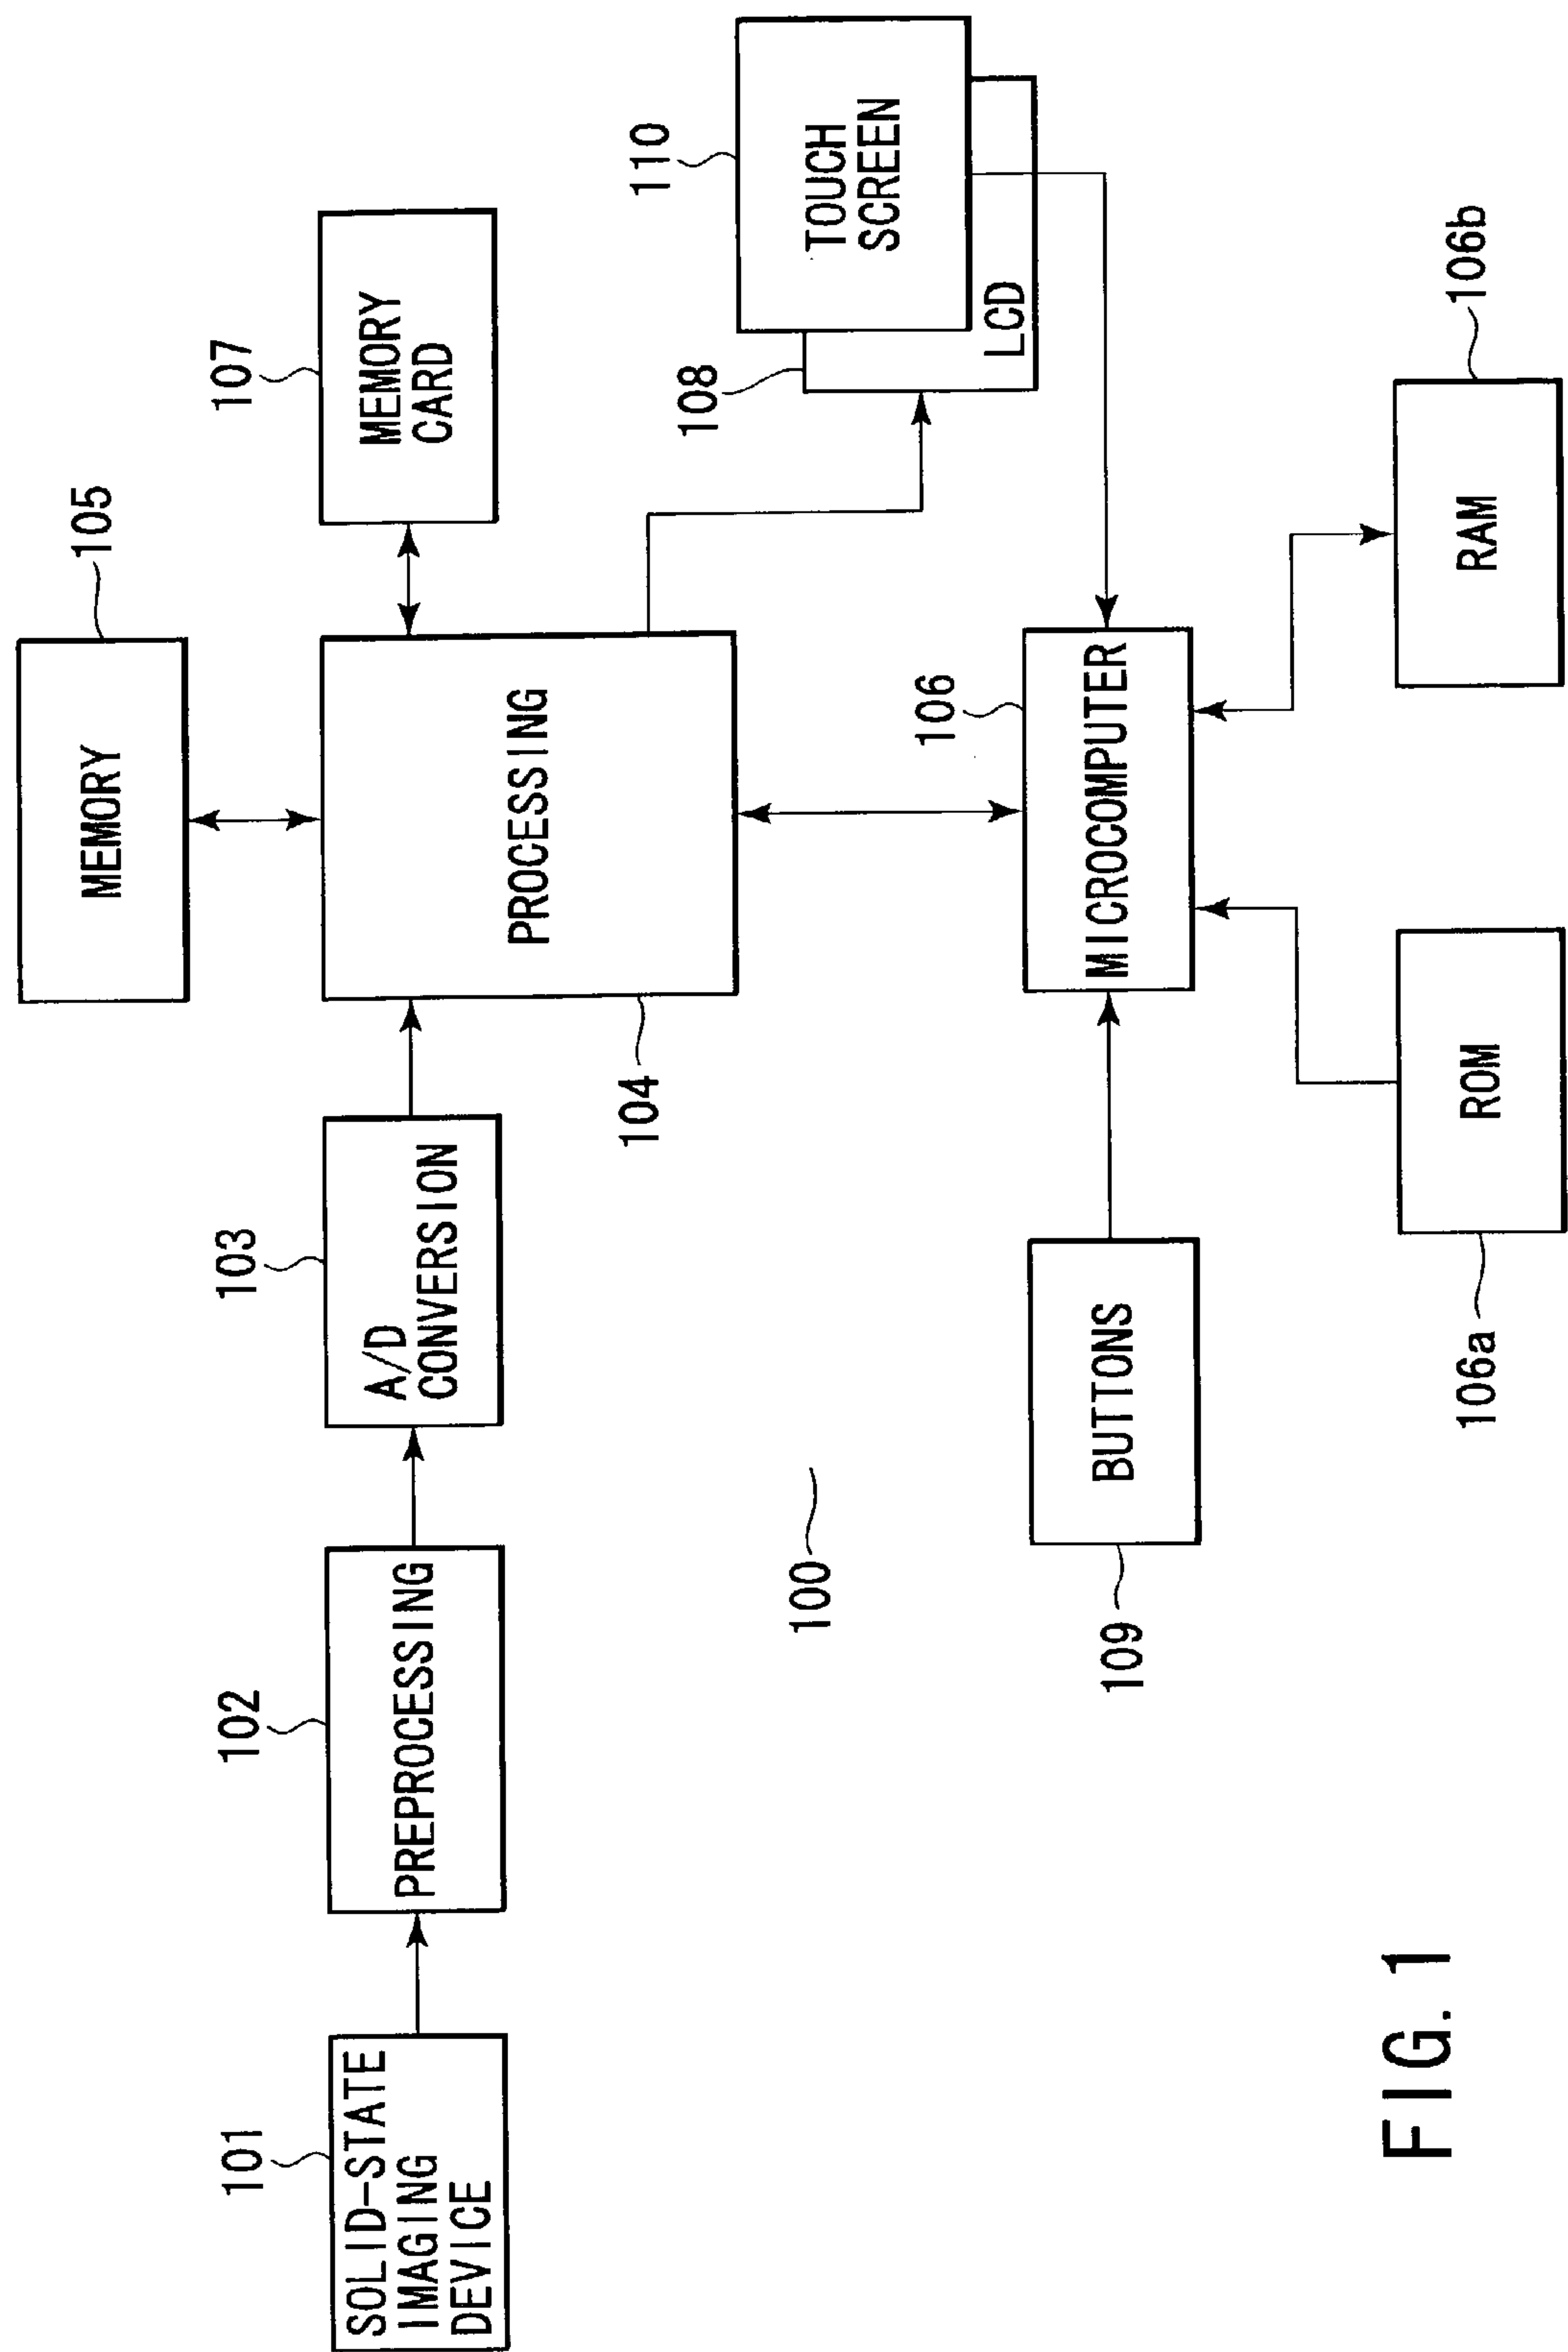 105
MEMORY
107
MEMORY
CARD
101
SOLID-STATE
IMAGING
DEVICE
102
PREPROCESSING
103
A/D
CONVERSION
104
PROCESSING
110
TOUCH
SCREEN
108
LCD
100
106
MICROCOMPUTER
109
BUTTONS
106a
ROM
106b
RAM
FIG. 1